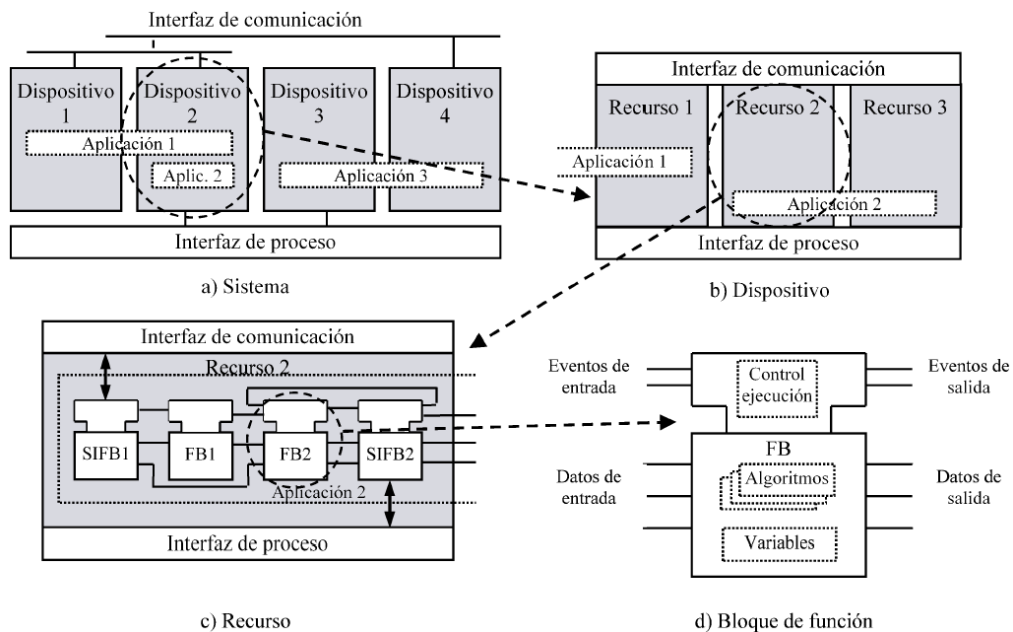 Interfaz de comunicación
Dispositivo
1
Dispositivo
2
Dispositivo
3
Dispositivo
4
Aplicación 1
Aplic. 2
Aplicación 3
Interfaz de proceso
a) Sistema
Interfaz de comunicación
Recurso 1
Recurso 2
Recurso 3
Aplicación 1
Aplicación 2
Interfaz de proceso
b) Dispositivo
Interfaz de comunicación
Recurso 2
SIFB1
FB1
FB2
SIFB2
Aplicación 2
Interfaz de proceso
c) Recurso
Eventos de
entrada
Control
ejecución
Eventos de
salida
FB
Datos de
entrada
Algoritmos
Datos de
salida
Variables
d) Bloque de función